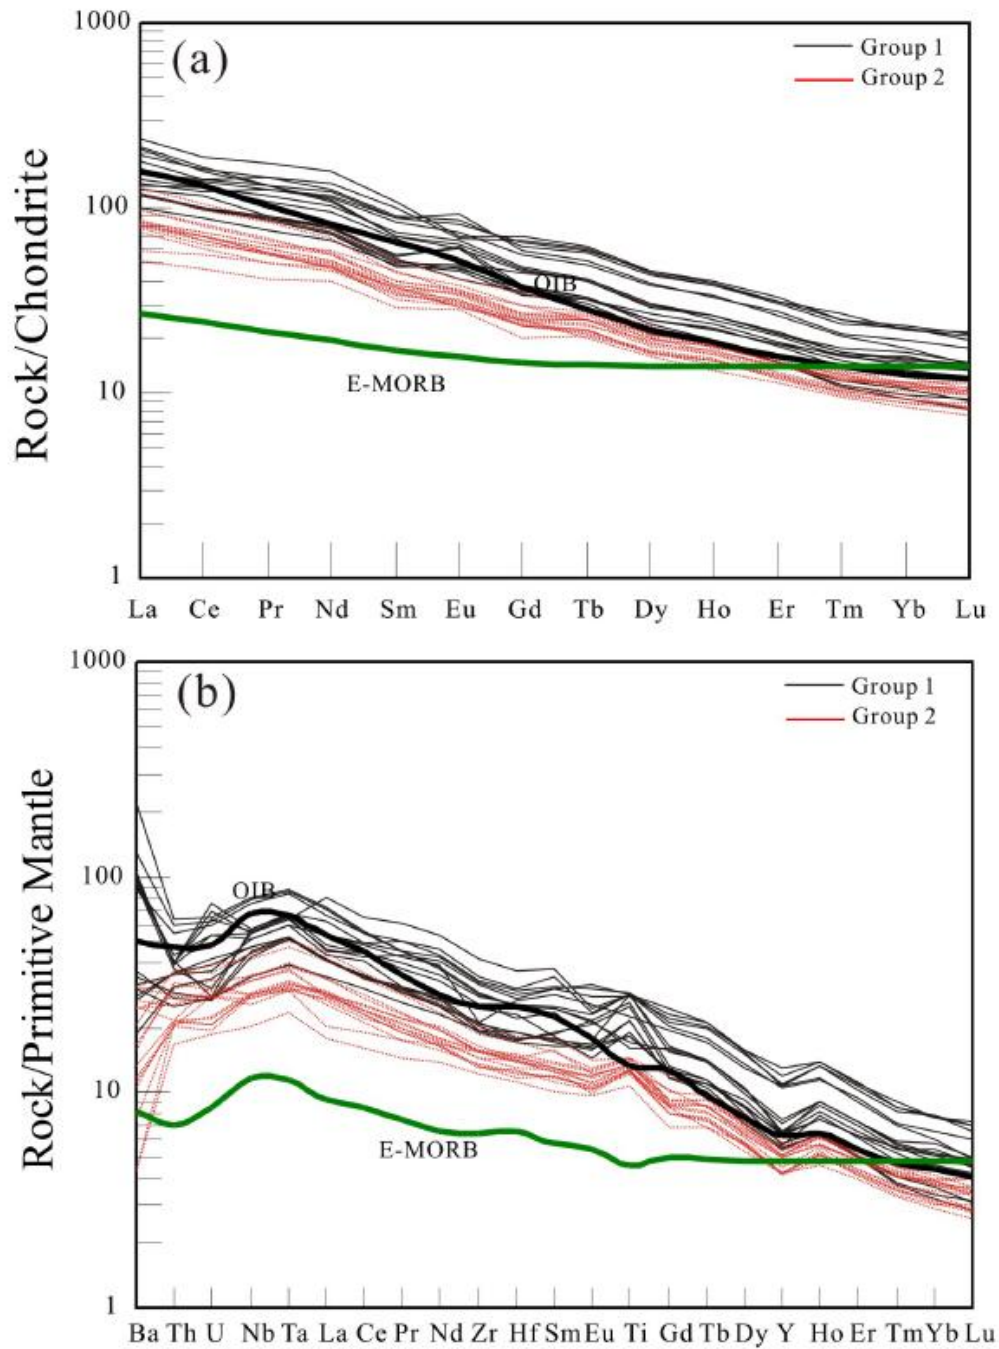 1000
(a)
Group 1
Group 2
100
Rock/Chondrite
OIB
10
E-MORB
1
La Ce Pr Nd Sm Eu Gd Tb Dy Ho Er Tm Yb Lu
1000
(b)
Group 1
Group 2
100
OIB
Rock/Primitive Mantle
10
E-MORB
1
Ba Th U Nb Ta La Ce Pr Nd Zr Hf Sm Eu Ti Gd Tb Dy Y Ho Er Tm Yb Lu